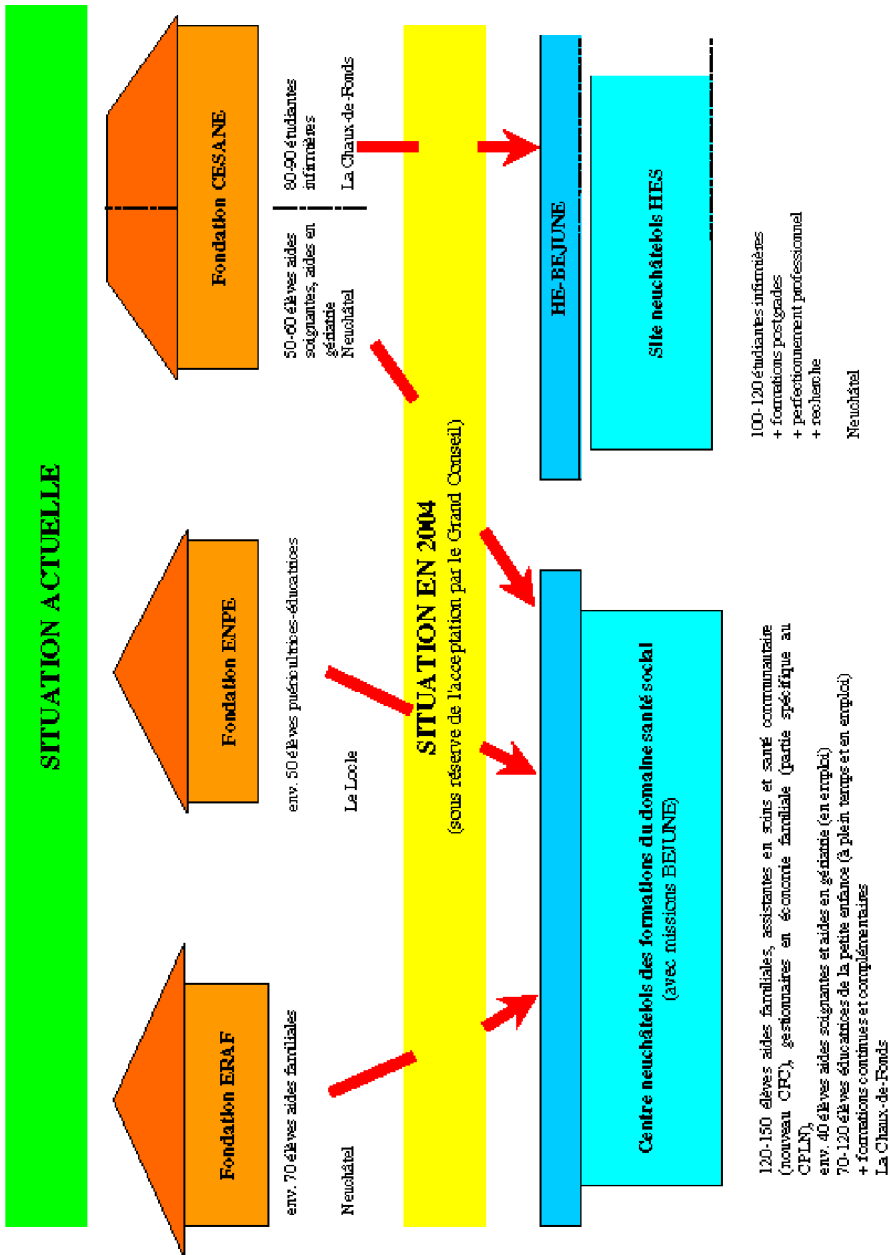 SITUATION ACTUELLE
Fondation ERAF
env. 70 élèves aides familiales
Neuchâtel
Fondation ENPE
env. 50 élèves puéricultrices-éducatrices
Le Locle
Fondation CESANE
50-60 élèves aides
soignantes, aides en
gériatrie
Neuchâtel
80-90 étudiantes
infirmières
La Chaux-de-Fonds
SITUATION EN 2004
(sous réserve de l'acceptation par le Grand Conseil)
Centre neuchâtelois des formations du domaine santé social
(avec missions BEJUNE)
120-150 élèves aides familiales, assistantes en soins et santé communautaire
(nouveau CFC), gestionnaires en économie familiale (partie spécifique au
CPLN),
env. 40 élèves aides soignantes et aides en gériatrie (en emploi)
70-120 élèves éducatrices de la petite enfance (à plein temps et en emploi)
+ formations continues et complémentaires
La Chaux-de-Fonds
HE-BEJUNE
Site neuchâtelois HES
100-120 étudiantes infirmières
+ formations postgrades
+ perfectionnement professionnel
+ recherche
Neuchâtel